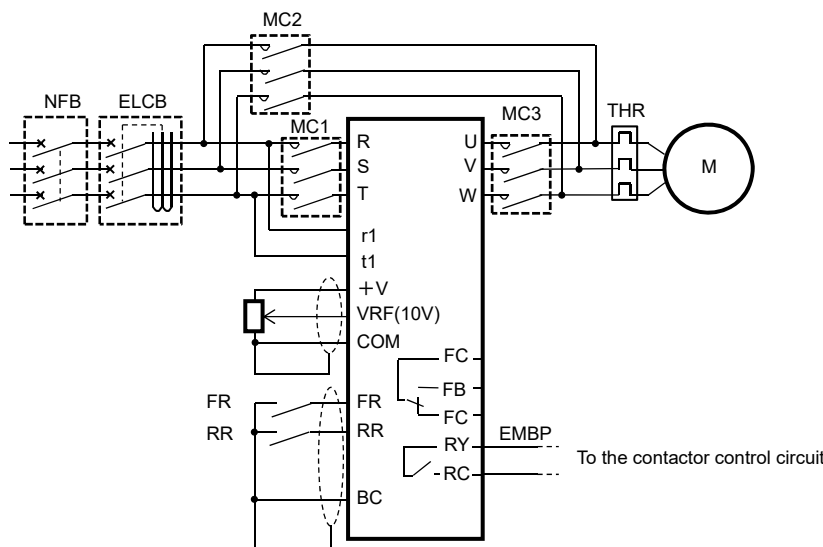 MC2
NFB ELCB
MC1
MC3 THR
R
S
T
U
V
W
M
r1
t1
+V
VRF(10V)
COM
FC
FB
FC
FR FR
RR RR
RY EMBP
RC To the contactor control circuit
BC